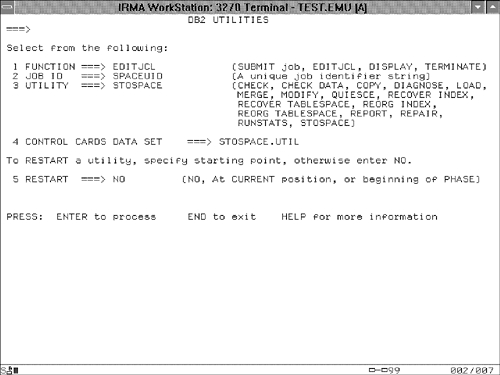 IRMA WorkStation: 3270 Terminal - TEST.EMU [A]
DB2 UTILITIES
===>
Select from the following:
1 FUNCTION ===> EDITJCL (SUBMIT job, EDITJCL, DISPLAY, TERMINATE)
2 JOB ID ===> SPACEUID (A unique job identifier string)
3 UTILITY ===> STOSPACE (CHECK, CHECK DATA, COPY, DIAGNOSE, LOAD,
MERGE, MODIFY, QUIESCE, RECOVER INDEX,
RECOVER TABLESPACE, REORG INDEX,
REORG TABLESPACE, REPORT, REPAIR,
RUNSTATS, STOSPACE)
4 CONTROL CARDS DATA SET ===> STOSPACE.UTIL
To RESTART a utility, specify starting point, otherwise enter NO.
5 RESTART ===> NO (NO, At CURRENT position, or beginning of PHASE)
PRESS: ENTER to process END to exit HELP for more information
99 002/007